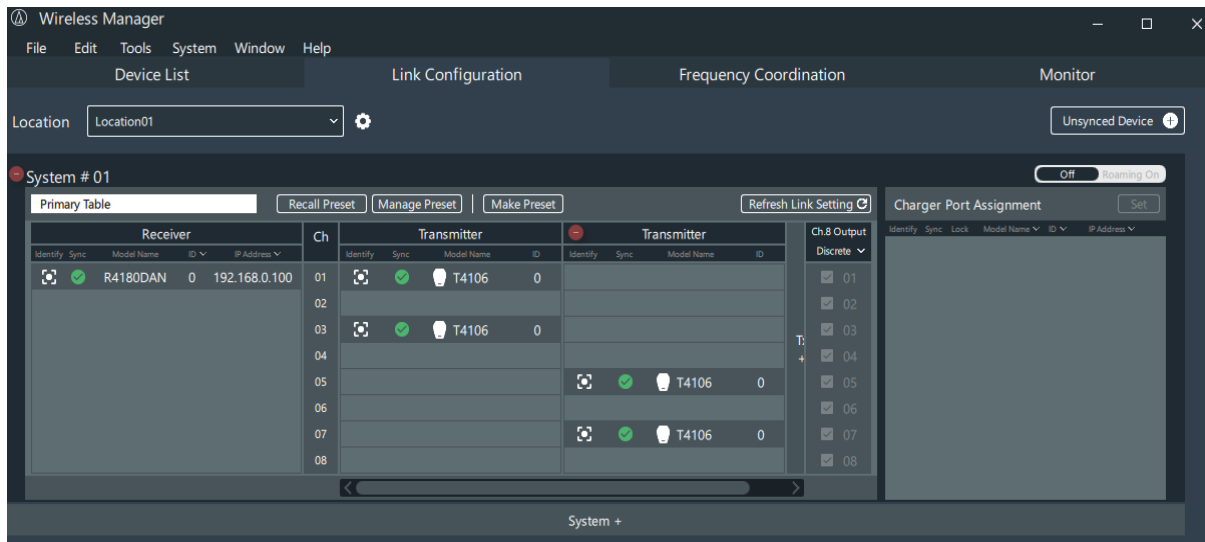 Wireless Manager
File Edit Tools System Window Help
Device List Link Configuration Frequency Coordination Monitor
Location Location01 Unsynced Device
System # 01 Off Roaming On
Primary Table Recall Preset Manage Preset Make Preset Refresh Link Setting Charger Port Assignment Set
Receiver Ch Transmitter Transmitter Ch.8 Output Identify Sync Lock Model Name ID IP Address
Identify Sync Model Name ID IP Address Identify Sync Model Name ID Identify Sync Model Name ID Discrete
R4180DAN 0 192.168.0.100 01 T4106 0 01
02 02
03 T4106 0 03
04 + 04
05 T4106 0 05
06 06
07 T4106 0 07
08 08
System +